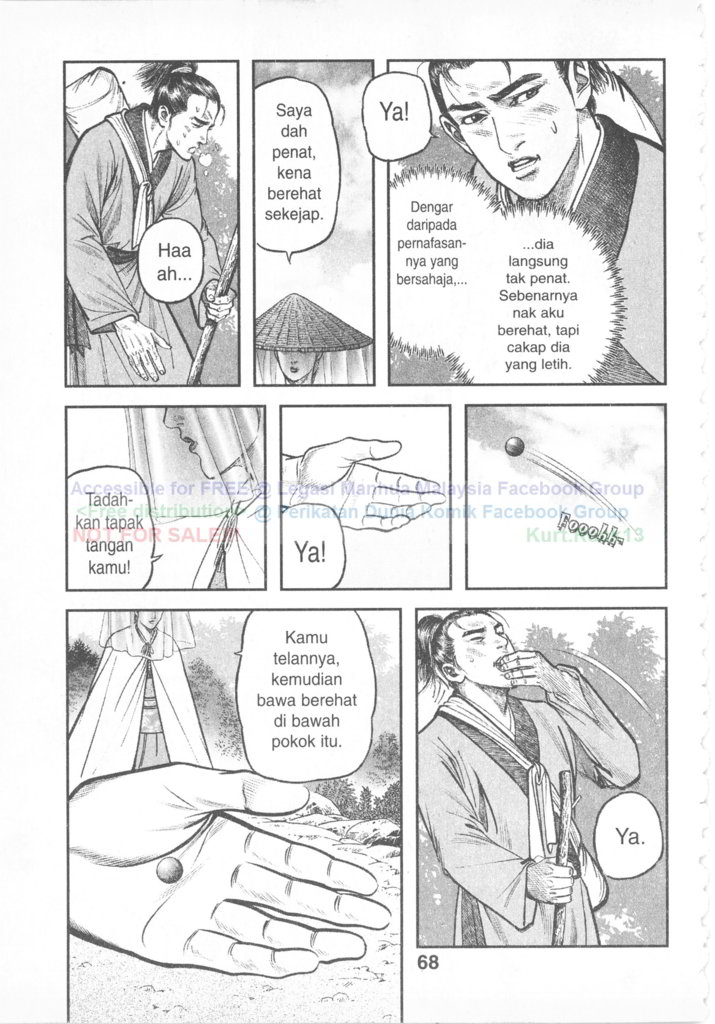 Haa
ah...
Saya
dah
penat,
kena
berehat
sekejap.
Ya!
Dengar
daripada
pernafasan-
nya yang
bersahaja,...
...dia
langsung
tak penat.
Sebenarnya
nak aku
berehat, tapi
cakap dia
yang letih.
Tadah-
kan tapak
tangan
kamu!
Ya!
Fooohh
Accessible for FREE @ Legasi Manhua Malaysia Facebook Group
<Free distribution> @ Perikatan Dunia Komik Facebook Group
NOT FOR SALE!!
Kamu
telannya,
kemudian
bawa berehat
di bawah
pokok itu.
Ya.
68